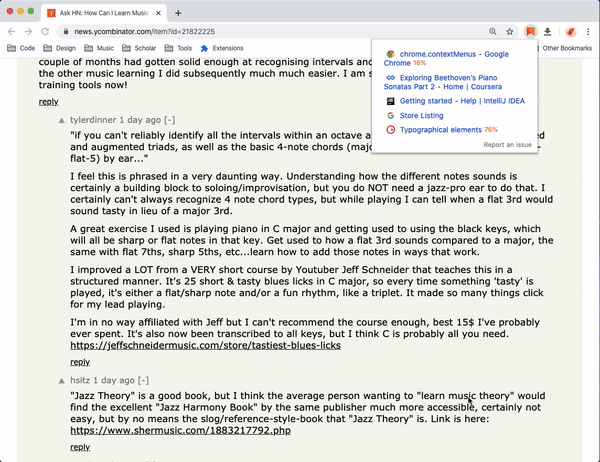 Ask HN: How Can I Learn Music
news.ycombinator.com/item?id=21822225
Code
Design
Music
Scholar
Tools
Extensions
Other Bookmarks
chrome.contextMenus - Google
Chrome 16%
Exploring Beethoven's Piano
Sonatas Part 2 - Home | Coursera
Getting started - Help | IntelliJ IDEA
Store Listing
Typographical elements 76%
Report an issue
couple of months had gotten solid enough at recognising intervals and
the other music learning I did subsequently much much easier. I am s
training tools now!
reply
tylerdinner 1 day ago [-]
"if you can't reliably identify all the intervals within an octave a
ed
and augmented triads, as well as the basic 4-note chords (majo
flat-5) by ear..."
I feel this is phrased in a very daunting way. Understanding how the different notes sounds is
certainly a building block to soloing/improvisation, but you do NOT need a jazz-pro ear to do that. I
certainly can't always recognize 4 note chord types, but while playing I can tell when a flat 3rd would
sound tasty in lieu of a major 3rd.
A great exercise I used is playing piano in C major and getting used to using the black keys, which
will all be sharp or flat notes in that key. Get used to how a flat 3rd sounds compared to a major, the
same with flat 7ths, sharp 5ths, etc...learn how to add those notes in ways that work.
I improved a LOT from a VERY short course by Youtuber Jeff Schneider that teaches this in a
structured manner. It's 25 short & tasty blues licks in C major, so every time something 'tasty' is
played, it's either a flat/sharp note and/or a fun rhythm, like a triplet. It made so many things click
for my lead playing.
I'm in no way affiliated with Jeff but I can't recommend the course enough, best 15$ I've probably
ever spent. It's also now been transcribed to all keys, but I think C is probably all you need.
https://jeffschneidermusic.com/store/tastiest-blues-licks
reply
hsitz 1 day ago [-]
"Jazz Theory" is a good book, but I think the average person wanting to "learn music theory" would
find the excellent "Jazz Harmony Book" by the same publisher much more accessible, certainly not
easy, but by no means the slog/reference-style-book that "Jazz Theory" is. Link is here:
https://www.shermusic.com/1883217792.php
reply